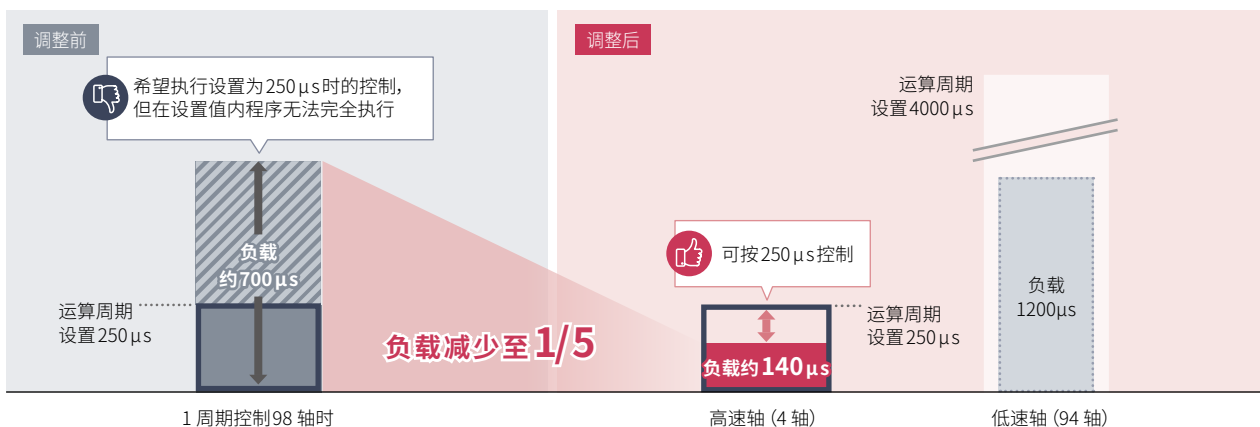 调整前
希望执行设置为250μs时的控制,
但在设置值内程序无法完全执行
负载
约700μs
运算周期
设置250μs
1 周期控制98 轴时
负载减少至1/5
调整后
可按250μs控制
负载约140μs
运算周期
设置250μs
高速轴 (4 轴)
运算周期
设置4000μs
负载
1200μs
低速轴 (94 轴)